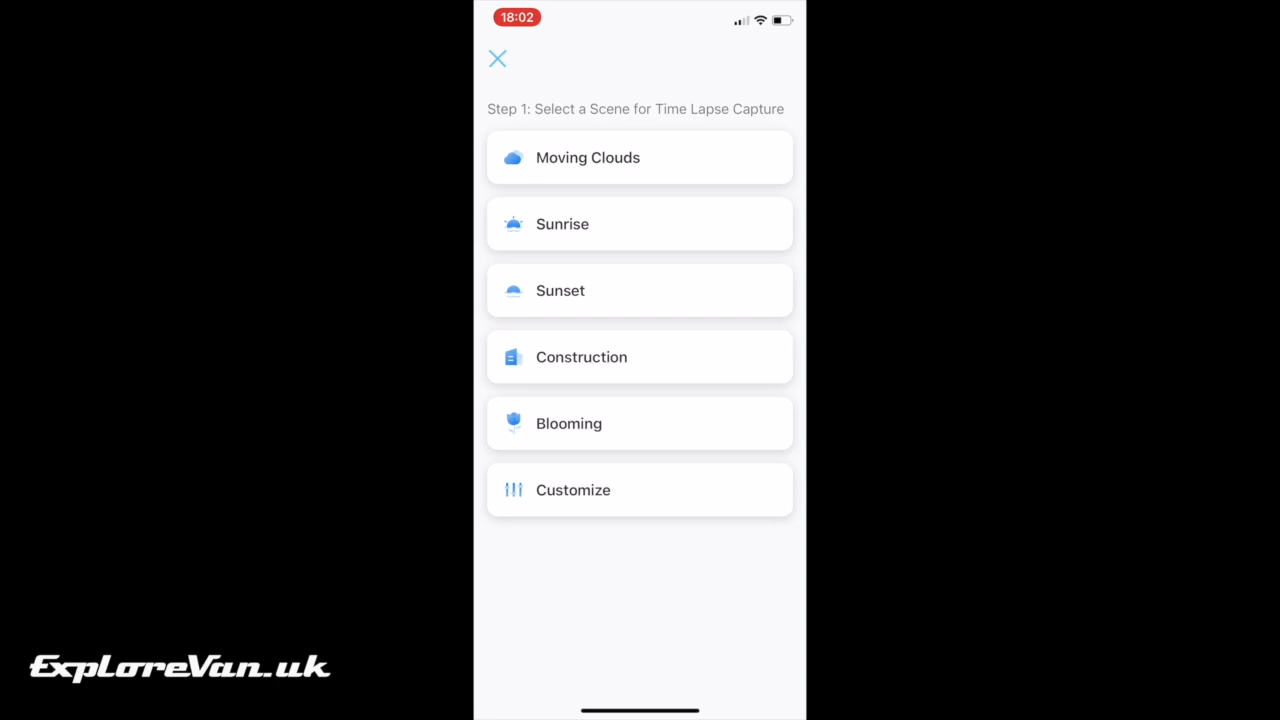 18:02
Step 1: Select a Scene for Time Lapse Capture
Moving Clouds
Sunrise
Sunset
Construction
Blooming
Customize
ExploreVan.uk